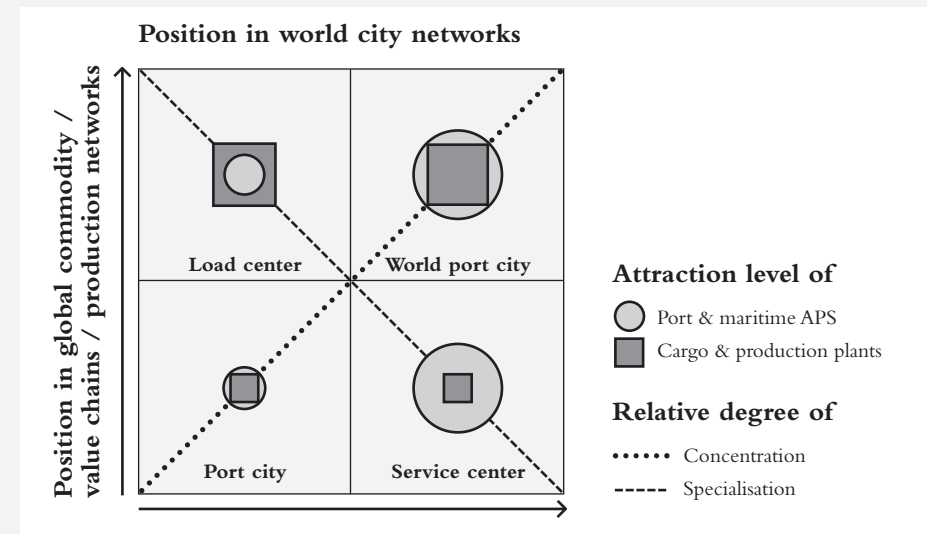 Position in world city networks
Position in global commodity /
value chains / production networks
Load center
World port city
Port city
Service center
Attraction level of
Port & maritime APS
Cargo & production plants
Relative degree of
Concentration
Specialisation